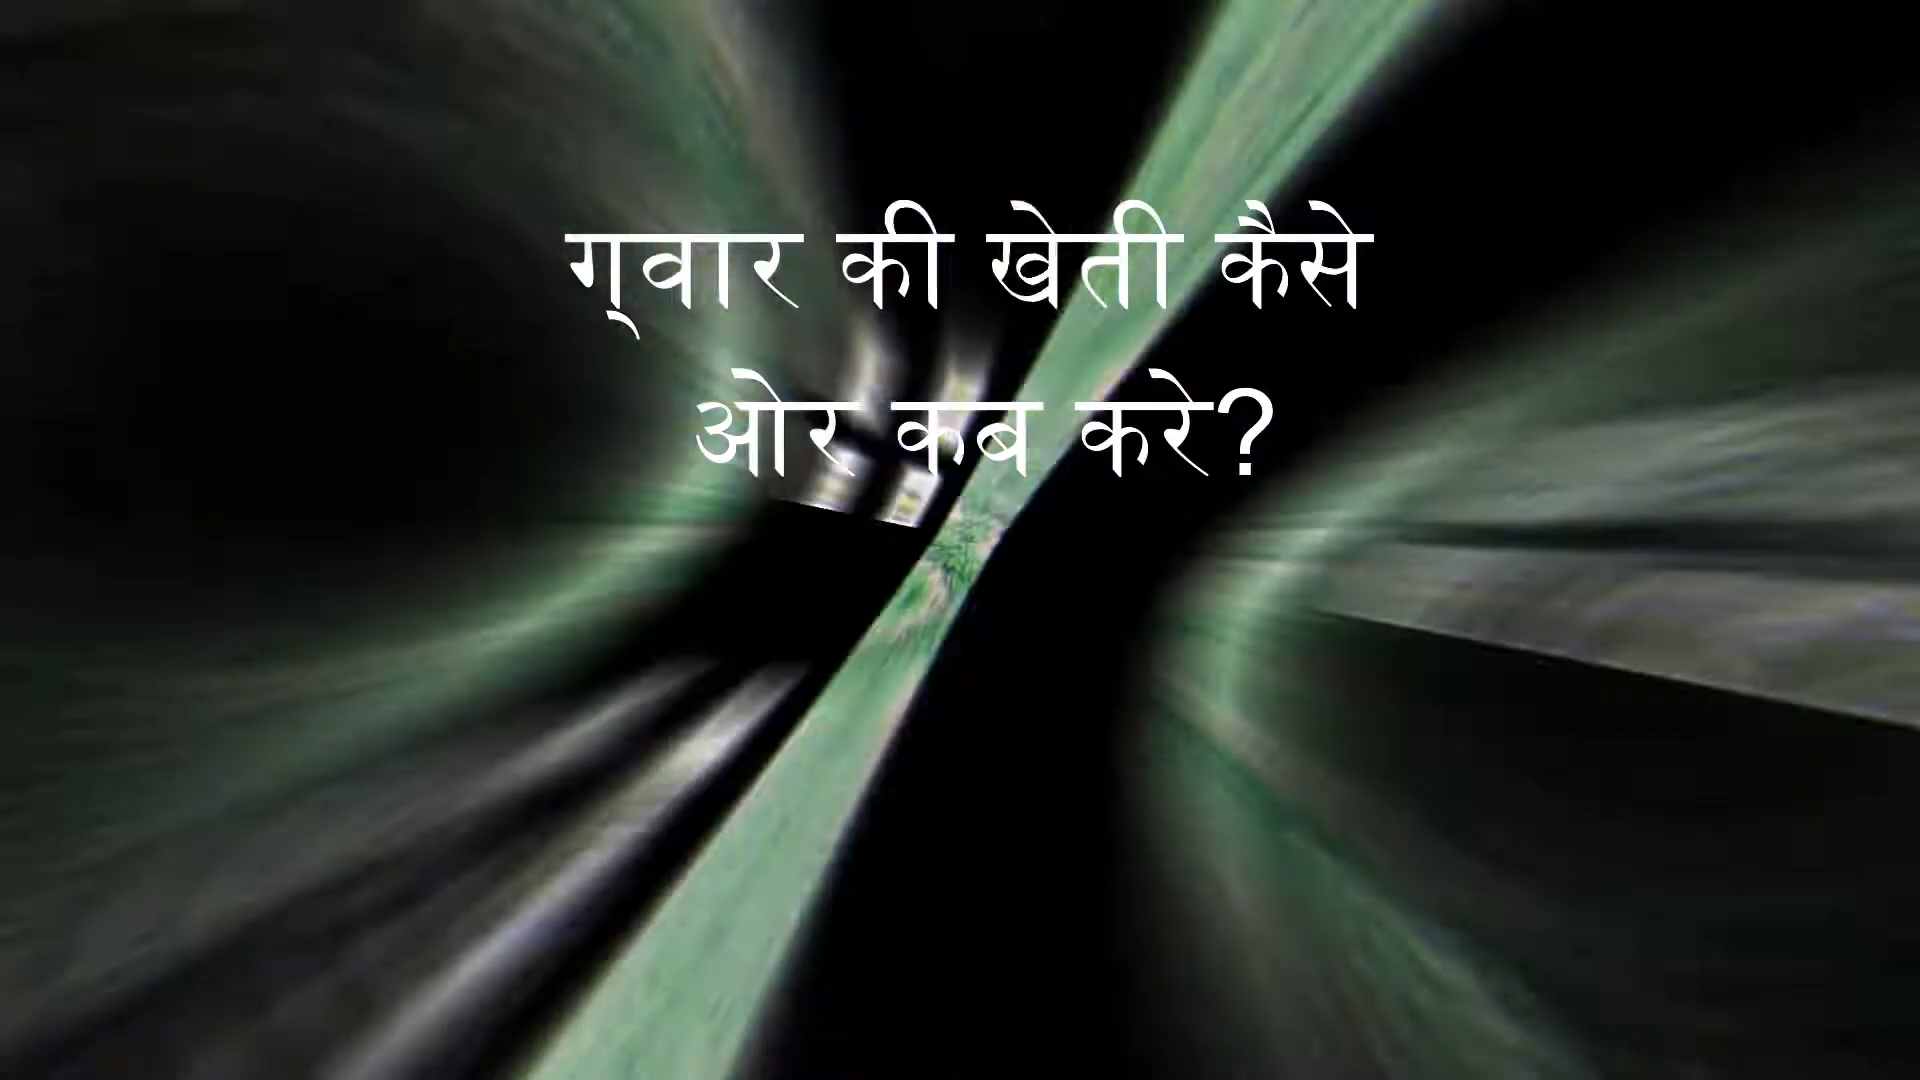 ग्‌वार की खेती कैसे
ओर कब करे?